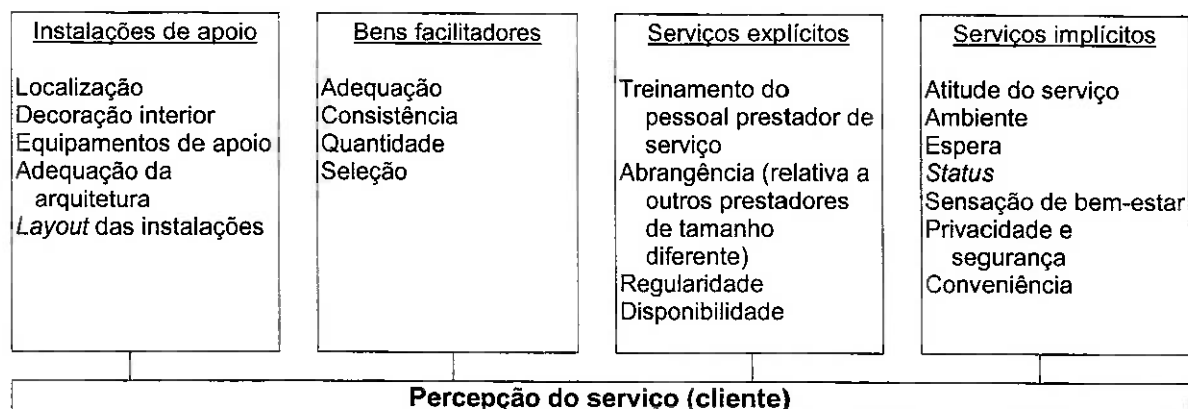 Instalações de apoio
Localização
Decoração interior
Equipamentos de apoio
Adequação da
arquitetura
Layout das instalações
Bens facilitadores
Adequação
Consistência
Quantidade
Seleção
Serviços explícitos
Treinamento do
pessoal prestador de
serviço
Abrangência (relativa a
outros prestadores
de tamanho
diferente)
Regularidade
Disponibilidade
Serviços implícitos
Atitude do serviço
Ambiente
Espera
Status
Sensação de bem-estar
Privacidade e
segurança
Conveniência
Percepção do serviço (cliente)